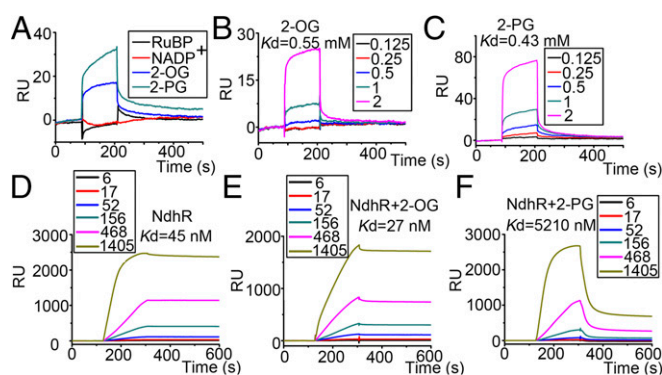 A
RuBP
NADP+
2-OG
2-PG
40
20
0
RU
0 200 400
Time (s)
B
2-OG
Kd=0.55 mM
0.125
0.25
0.5
1
2
30
20
10
0
RU
0 200 400
Time (s)
C
2-PG
Kd=0.43 mM
0.125
0.25
0.5
1
2
80
40
0
RU
0 200 400
Time (s)
D
6
17
52
156
468
1405
NdhR
Kd=45 nM
3000
2000
1000
0
RU
0 200 400 600
Time (s)
E
6
17
52
156
468
1405
NdhR+2-OG
Kd=27 nM
2000
1000
0
RU
0 200 400 600
Time (s)
F
NdhR+2-PG
Kd=5210 nM
6
17
52
156
468
1405
3000
2000
1000
0
RU
0 200 400 600
Time (s)